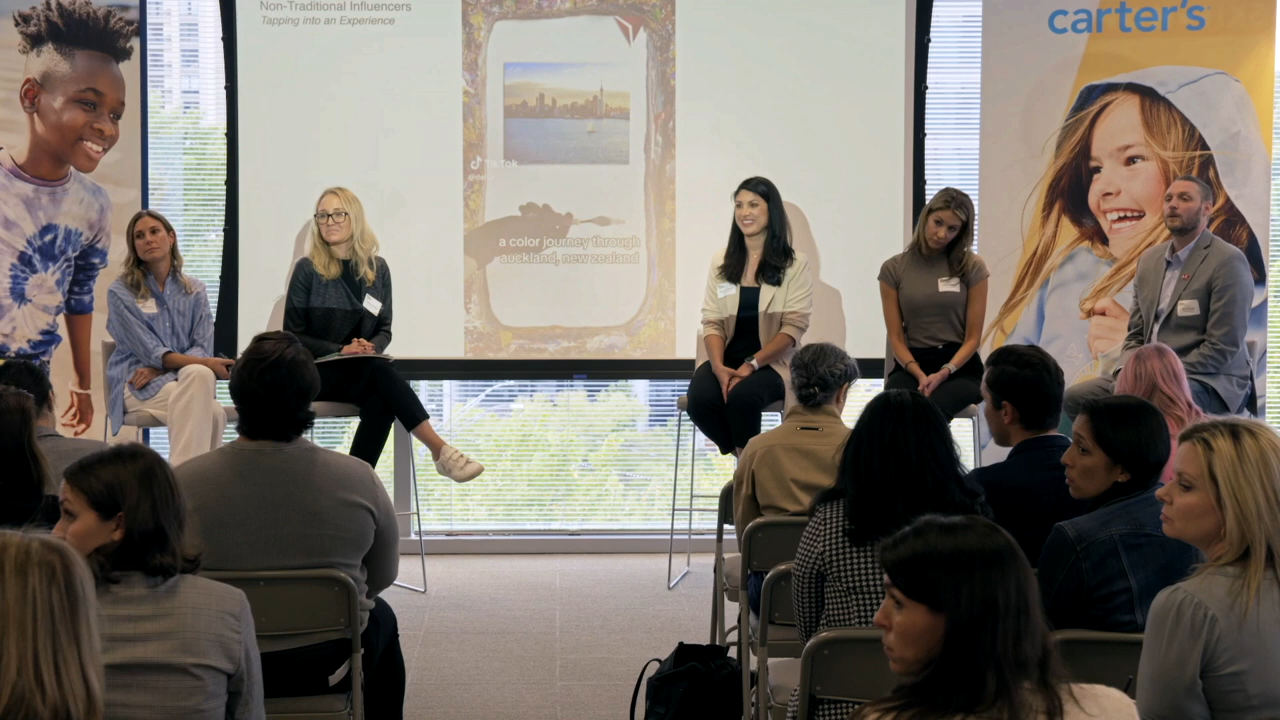 Non-Traditional Influencers
Tapping into an Experience
carter's
TikTok
a color journey through
auckland, new zealand